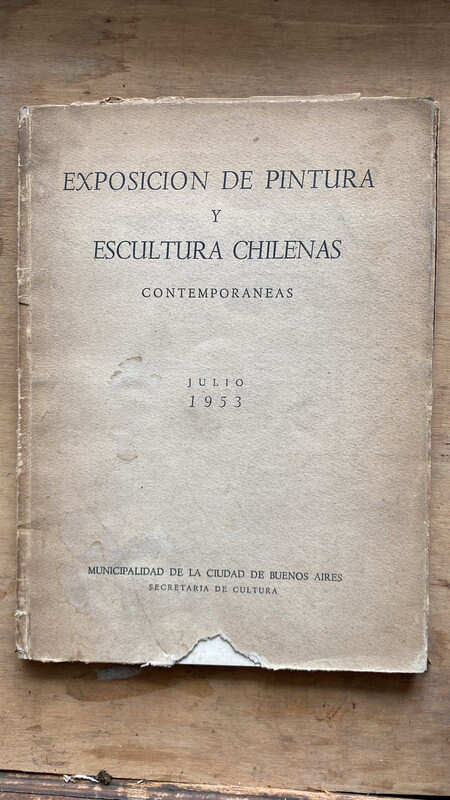 EXPOSICION DE PINTURA
Y
ESCULTURA CHILENAS
CONTEMPORANEAS
JULIO
1953
MUNICIPALIDAD DE LA CIUDAD DE BUENOS AIRES
SECRETARIA DE CULTURA